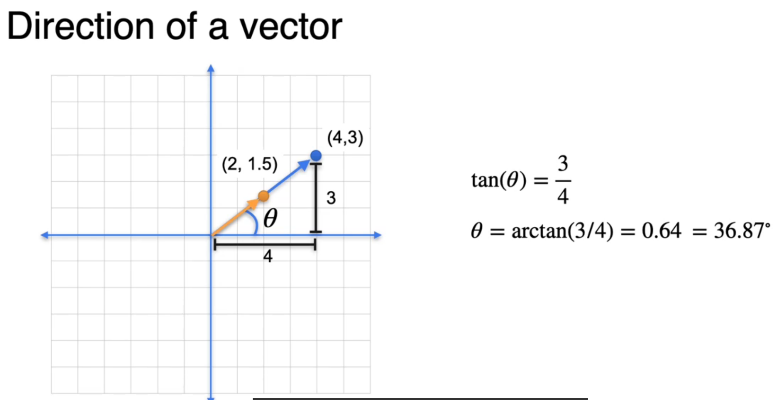 Direction of a vector
(4,3)
(2, 1.5)
θ
3
4
tan(θ) = 3/4
θ = arctan(3/4) = 0.64 = 36.87°